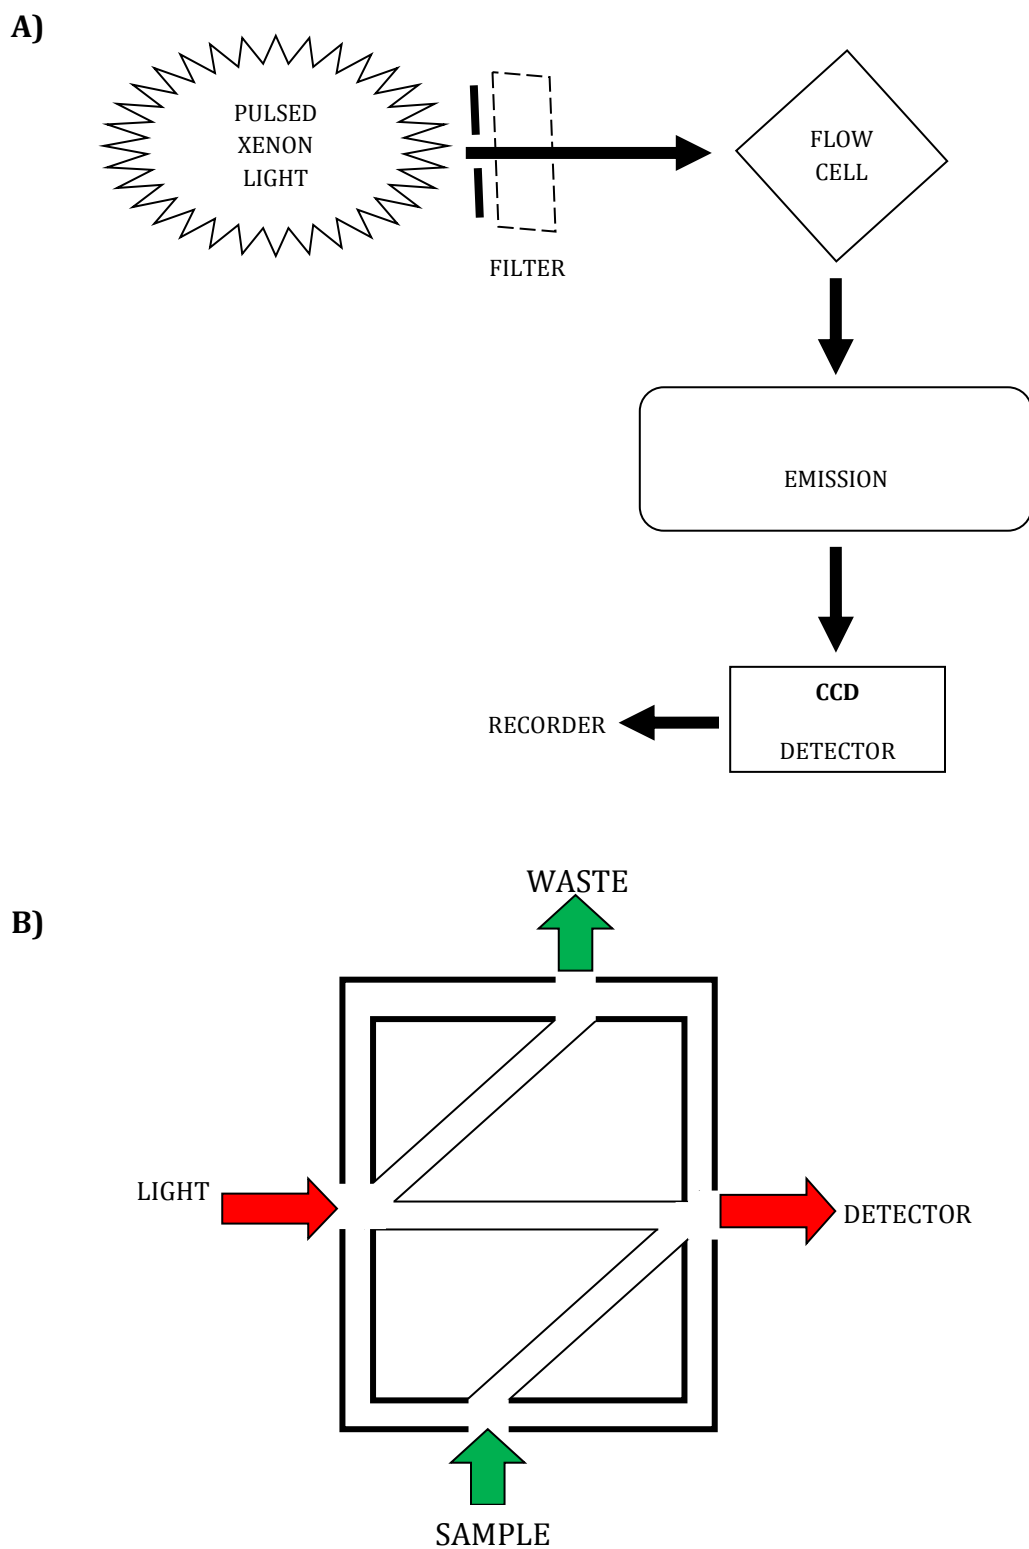 A)
PULSED
XENON
LIGHT
FLOW
CELL
FILTER
EMISSION
CCD
DETECTOR
RECORDER
B)
WASTE
LIGHT
DETECTOR
SAMPLE